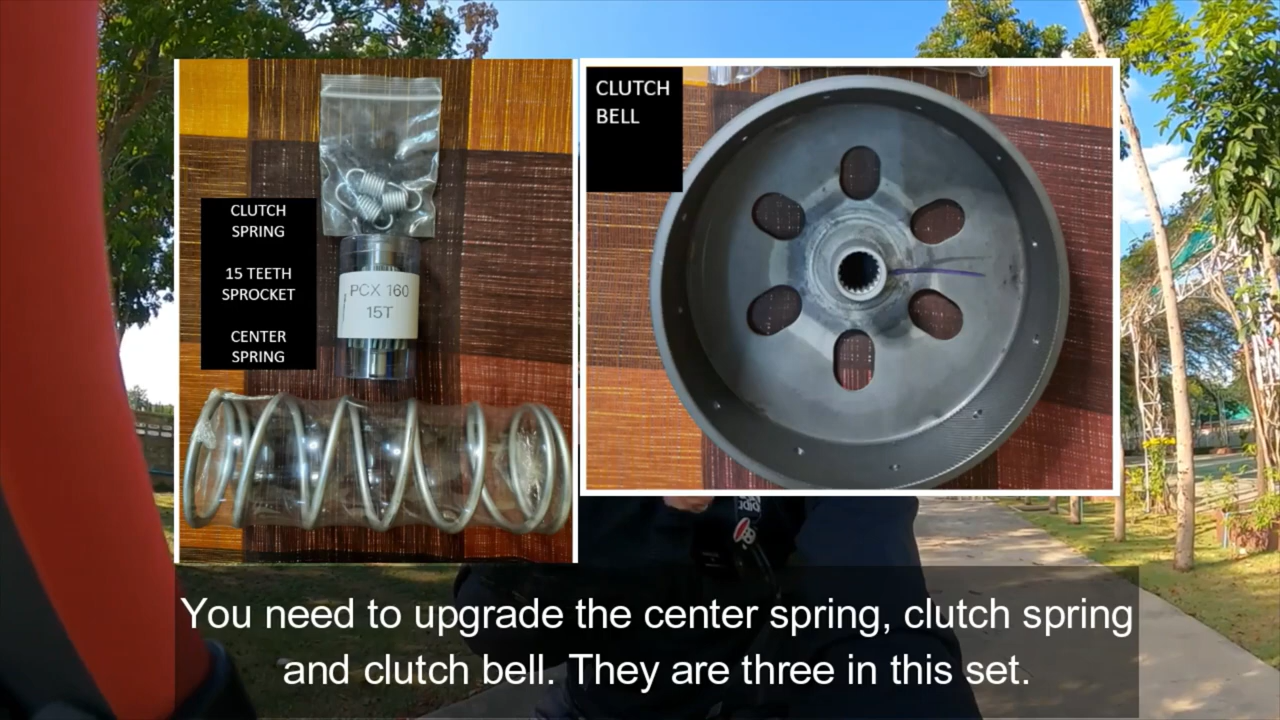 CLUTCH
SPRING
15 TEETH
SPROCKET
CENTER
SPRING
PCX 160
15T
CLUTCH
BELL
You need to upgrade the center spring, clutch spring
and clutch bell. They are three in this set.